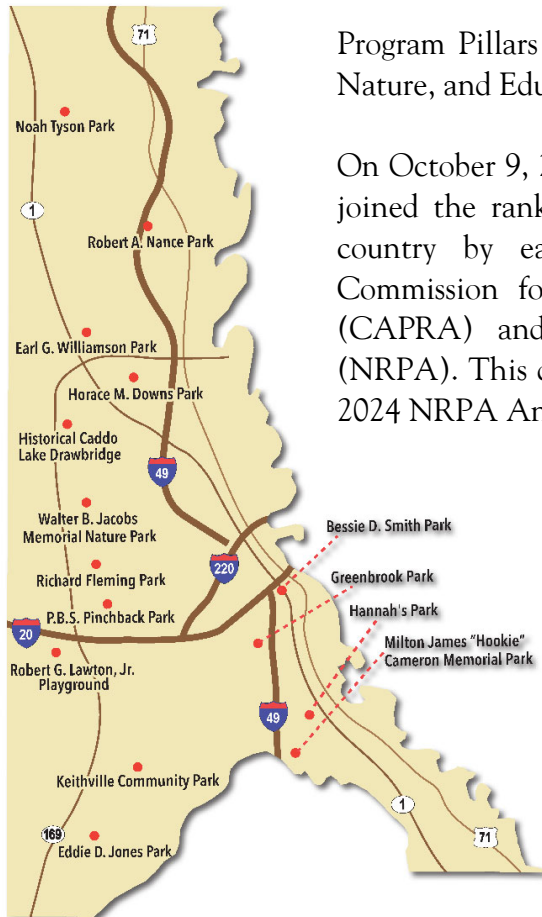 Program Pillars
Nature, and Edu
On October 9, 2
joined the rank
country by ea
Commission fo
(CAPRA) and
(NRPA). This c
2024 NRPA An
71
Noah Tyson Park
1
Robert A. Nance Park
Earl G. Williamson Park
Horace M. Downs Park
Historical Caddo
Lake Drawbridge
49
Walter B. Jacobs
Memorial Nature Park
Bessie D. Smith Park
220
Richard Fleming Park
Greenbrook Park
P.B.S. Pinchback Park
Hannah's Park
20
Milton James "Hookie"
Cameron Memorial Park
Robert G. Lawton, Jr.
Playground
49
Keithville Community Park
1
169
71
Eddie D. Jones Park